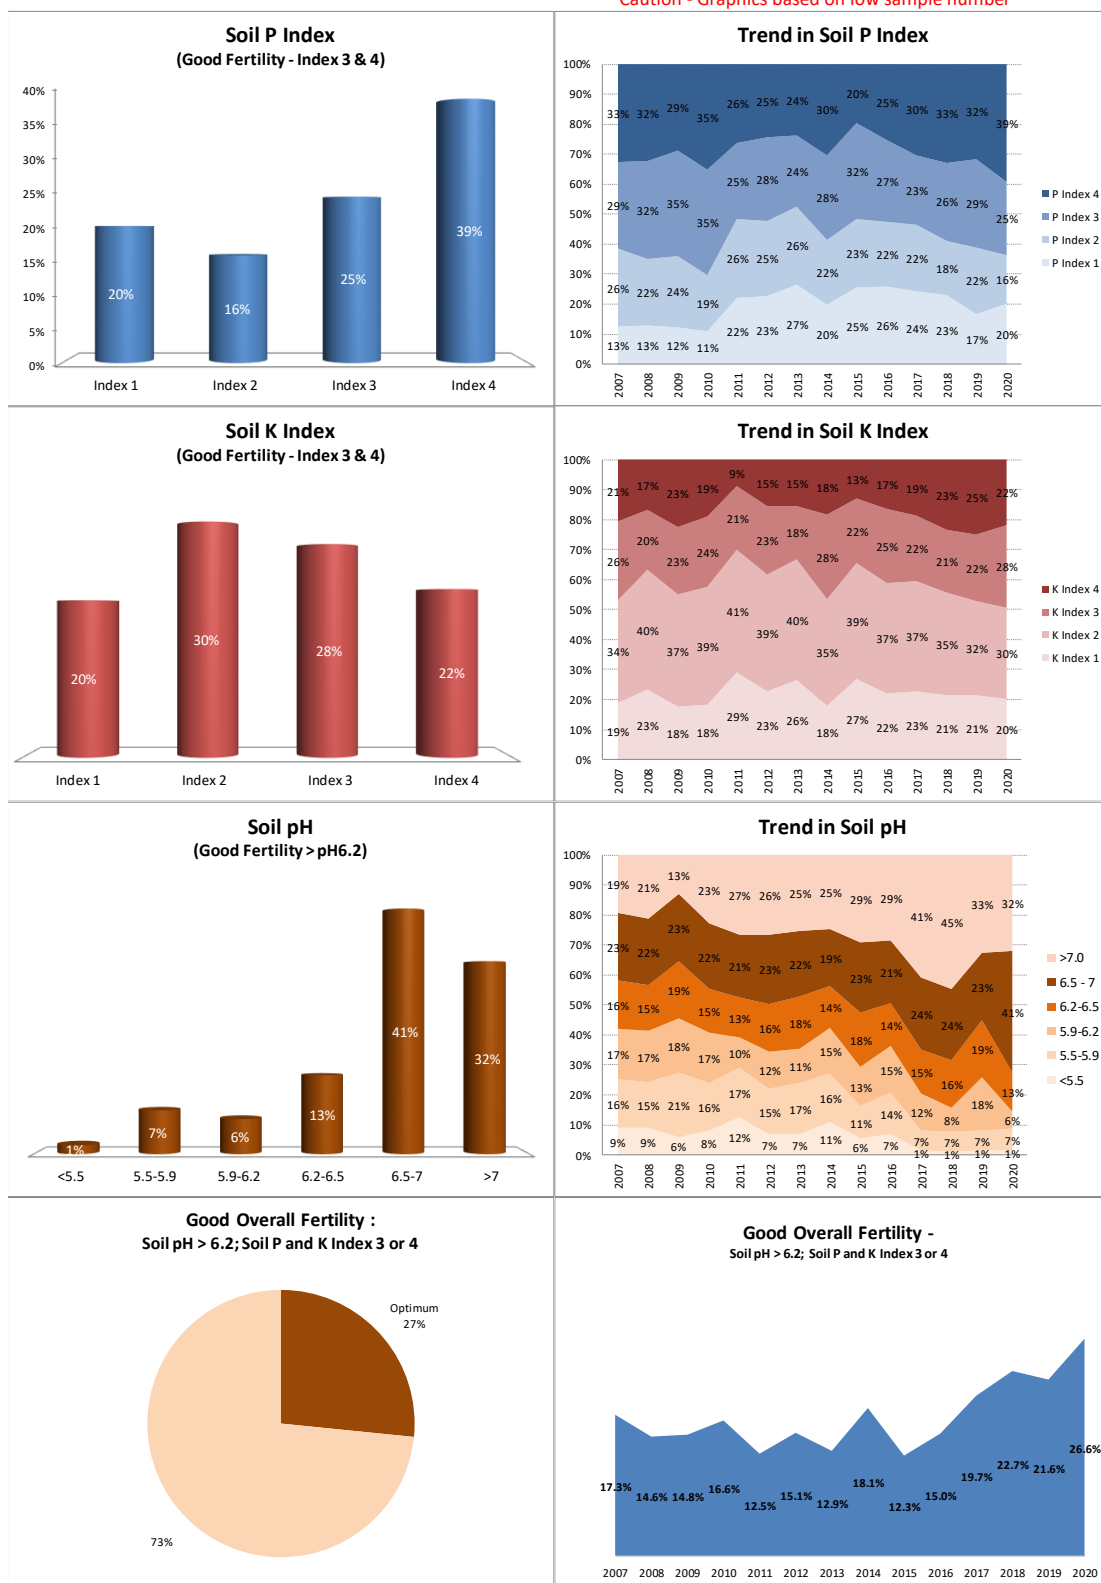 Caution - Graphics based on low sample number
Soil P Index
(Good Fertility - Index 3 & 4)
40%
35%
30%
25%
20%
15%
10%
5%
0%
20%
16%
25%
39%
Index 1 Index 2 Index 3 Index 4
Trend in Soil P Index
100%
90%
80%
70%
60%
50%
40%
30%
20%
10%
0%
33% 32% 29% 35% 26% 25% 24% 30% 20% 25% 30% 33% 32% 39%
29% 32% 35% 35% 25% 28% 24% 28% 32% 27% 23% 26% 29% 25%
26% 22% 24% 19% 26% 25% 26% 22% 23% 22% 22% 18% 22% 16%
13% 13% 12% 11% 22% 23% 27% 20% 25% 26% 24% 23% 17% 20%
2007 2008 2009 2010 2011 2012 2013 2014 2015 2016 2017 2018 2019 2020
P Index 4
P Index 3
P Index 2
P Index 1
Soil K Index
(Good Fertility - Index 3 & 4)
20%
30%
28%
22%
Index 1 Index 2 Index 3 Index 4
Trend in Soil K Index
100%
90%
80%
70%
60%
50%
40%
30%
20%
10%
0%
21% 17% 23% 19% 9% 15% 15% 18% 13% 17% 19% 23% 25% 22%
26% 20% 23% 24% 21% 23% 18% 28% 22% 25% 22% 21% 22% 28%
34% 40% 37% 39% 41% 39% 40% 35% 39% 37% 37% 35% 32% 30%
19% 23% 18% 18% 29% 23% 26% 18% 27% 22% 23% 21% 21% 20%
2007 2008 2009 2010 2011 2012 2013 2014 2015 2016 2017 2018 2019 2020
K Index 4
K Index 3
K Index 2
K Index 1
Soil pH
(Good Fertility > pH6.2)
1%
7%
6%
13%
41%
32%
<5.5 5.5-5.9 5.9-6.2 6.2-6.5 6.5-7 >7
Trend in Soil pH
100%
90%
80%
70%
60%
50%
40%
30%
20%
10%
0%
19% 21% 13% 23% 27% 26% 25% 25% 29% 29% 41% 45% 33% 32%
23% 22% 23% 22% 21% 23% 22% 19% 23% 21% 24% 24% 23% 41%
16% 15% 19% 15% 13% 16% 18% 14% 18% 14% 15% 16% 19% 13%
17% 17% 18% 17% 10% 12% 11% 15% 13% 15% 12% 8% 18% 6%
16% 15% 21% 16% 17% 15% 17% 16% 11% 14% 7% 7% 7% 7%
9% 9% 6% 8% 12% 7% 7% 11% 6% 7% 1% 1% 1% 1%
2007 2008 2009 2010 2011 2012 2013 2014 2015 2016 2017 2018 2019 2020
>7.0
6.5 - 7
6.2-6.5
5.9-6.2
5.5-5.9
<5.5
Good Overall Fertility :
Soil pH > 6.2; Soil P and K Index 3 or 4
Optimum
27%
73%
Good Overall Fertility -
Soil pH > 6.2; Soil P and K Index 3 or 4
17.3% 14.6% 14.8% 16.6% 12.5% 15.1% 12.9% 18.1% 12.3% 15.0% 19.7% 22.7% 21.6% 26.6%
2007 2008 2009 2010 2011 2012 2013 2014 2015 2016 2017 2018 2019 2020